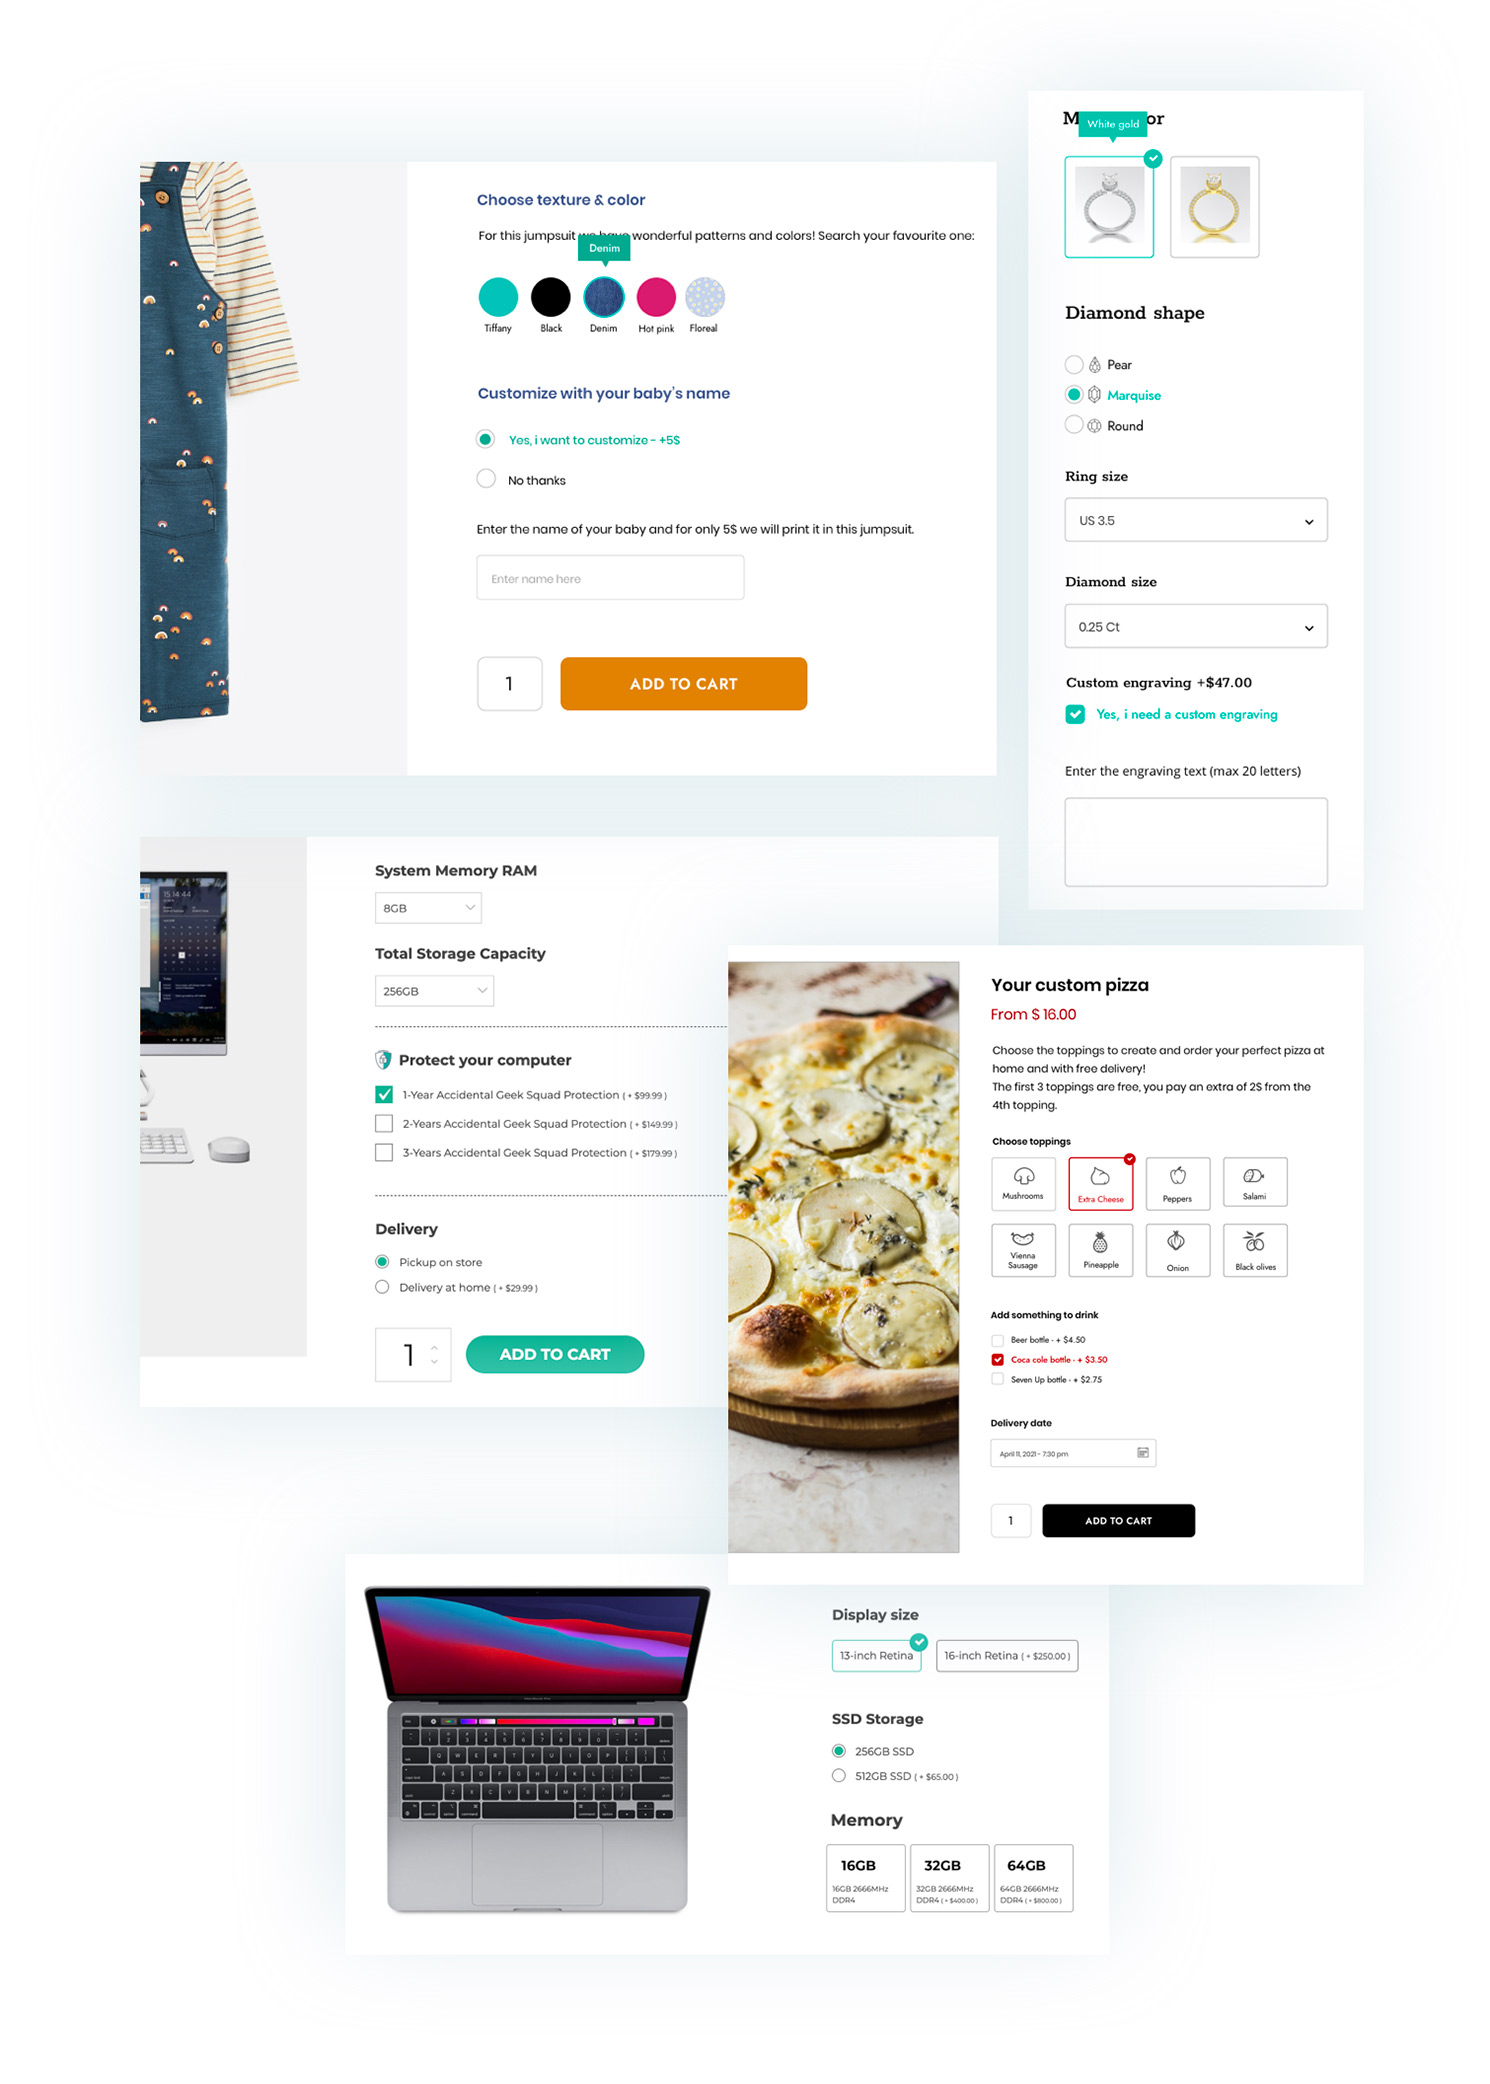 Choose texture & color
For this jumpsuit we have wonderful patterns and colors! Search your favourite one:
Denim
Tiffany
Black
Denim
Hot pink
Floreal
Customize with your baby's name
Yes, i want to customize - +5$
No thanks
Enter the name of your baby and for only 5$ we will print it in this jumpsuit.
Enter name here
1
ADD TO CART
White gold
Diamond shape
Pear
Marquise
Round
Ring size
US 3.5
Diamond size
0.25 Ct
Custom engraving +$47.00
Yes, i need a custom engraving
Enter the engraving text (max 20 letters)
15:14:44
System Memory RAM
8GB
Total Storage Capacity
256GB
Protect your computer
1-Year Accidental Geek Squad Protection ( + $99.99 )
2-Years Accidental Geek Squad Protection ( + $149.99 )
3-Years Accidental Geek Squad Protection ( + $179.99 )
Delivery
Pickup on store
Delivery at home ( + $29.99 )
1
ADD TO CART
Your custom pizza
From $ 16.00
Choose the toppings to create and order your perfect pizza at
home and with free delivery!
The first 3 toppings are free, you pay an extra of 2$ from the
4th topping.
Choose toppings
Mushrooms
Extra Cheese
Peppers
Salami
Vienna
Sausage
Pineapple
Onion
Black olives
Add something to drink
Beer bottle - + $4.50
Coca cole bottle - + $3.50
Seven Up bottle - + $2.75
Delivery date
April 11, 2021 - 7:30 pm
1
ADD TO CART
Display size
13-inch Retina
16-inch Retina ( + $250.00 )
SSD Storage
256GB SSD
512GB SSD ( + $65.00 )
Memory
16GB
16GB 2666MHz
DDR4
32GB
32GB 2666MHz
DDR4 ( + $400.00 )
64GB
64GB 2666MHz
DDR4 ( + $800.00 )